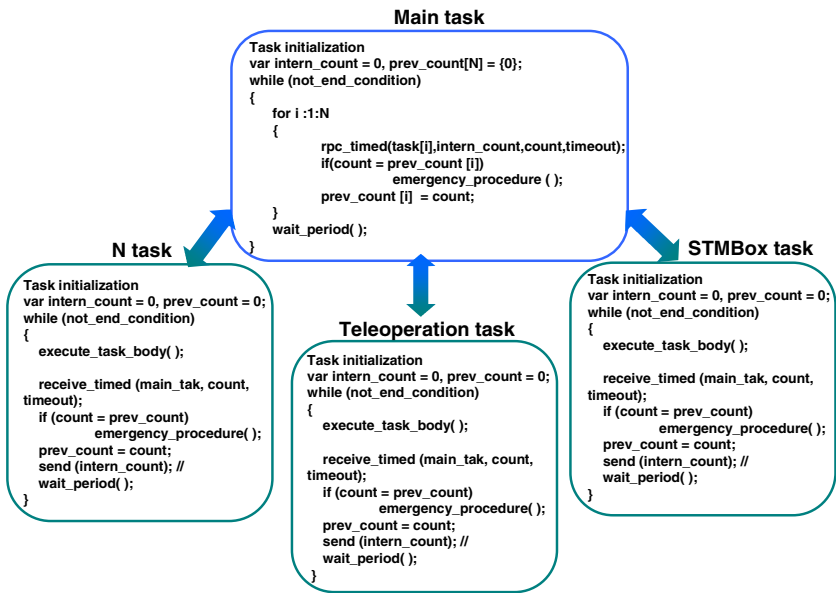 Main task
Task initialization
var intern_count = 0, prev_count[N] = {0};
while (not_end_condition)
{
for i :1:N
{
rpc_timed(task[i],intern_count,count,timeout);
if(count = prev_count [i])
emergency_procedure ( );
prev_count [i] = count;
}
wait_period( );
}
N task
Task initialization
var intern_count = 0, prev_count = 0;
while (not_end_condition)
{
execute_task_body( );
receive_timed (main_tak, count,
timeout);
if (count = prev_count)
emergency_procedure( );
prev_count = count;
send (intern_count); //
wait_period( );
}
Teleoperation task
Task initialization
var intern_count = 0, prev_count = 0;
while (not_end_condition)
{
execute_task_body( );
receive_timed (main_tak, count,
timeout);
if (count = prev_count)
emergency_procedure( );
prev_count = count;
send (intern_count); //
wait_period( );
}
STMBox task
Task initialization
var intern_count = 0, prev_count = 0;
while (not_end_condition)
{
execute_task_body( );
receive_timed (main_tak, count,
timeout);
if (count = prev_count)
emergency_procedure( );
prev_count = count;
send (intern_count); //
wait_period( );
}